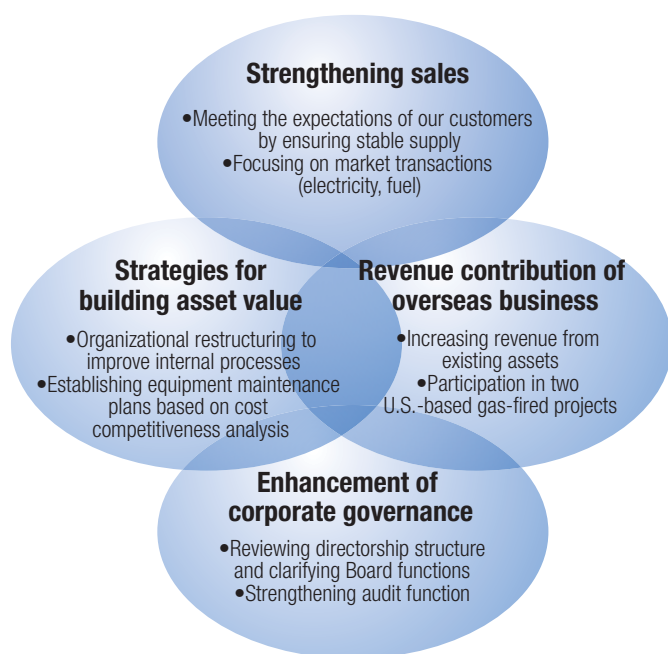 Strengthening sales
•Meeting the expectations of our customers
by ensuring stable supply
•Focusing on market transactions
(electricity, fuel)
Strategies for
building asset value
•Organizational restructuring to
improve internal processes
•Establishing equipment maintenance
plans based on cost
competitiveness analysis
Revenue contribution of
overseas business
•Increasing revenue from
existing assets
•Participation in two
U.S.-based gas-fired projects
Enhancement of
corporate governance
•Reviewing directorship structure
and clarifying Board functions
•Strengthening audit function